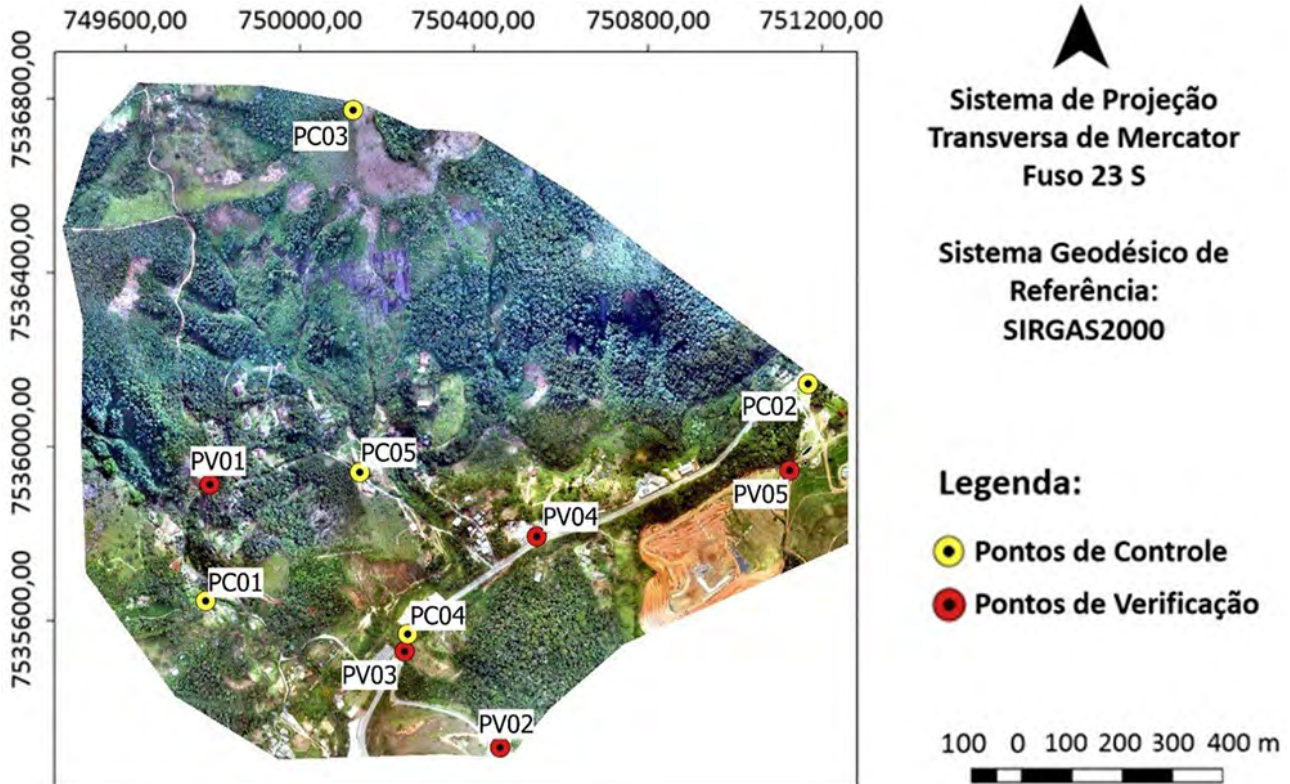 749600,00 750000,00 750400,00 750800,00 751200,00
7536800,00
7536400,00
7536000,00
7535600,00
PC03
PC02
PV01
PC05
PV05
PV04
PC01
PC04
PV03
PV02
Sistema de Projeção
Transversa de Mercator
Fuso 23 S
Sistema Geodésico de
Referência:
SIRGAS2000
Legenda:
Pontos de Controle
Pontos de Verificação
100 0 100 200 300 400 m